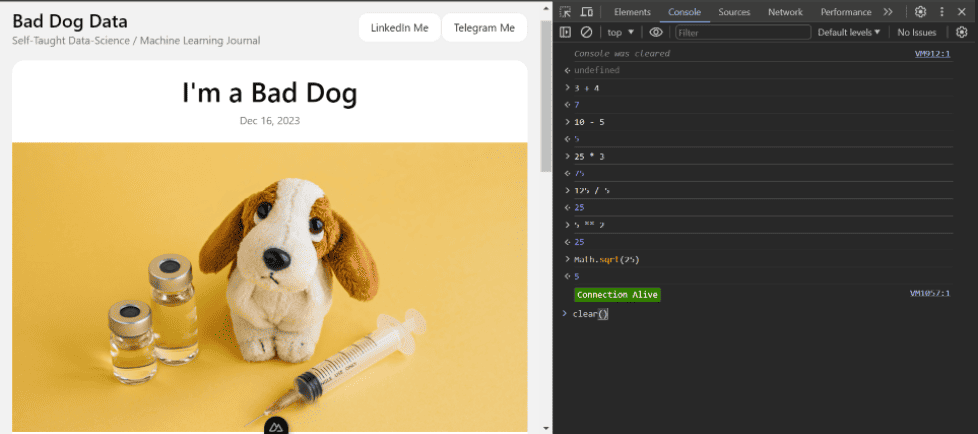 Bad Dog Data
Self-Taught Data-Science / Machine Learning Journal
LinkedIn Me
Telegram Me
I'm a Bad Dog
Dec 16, 2023
Elements
Console
Sources
Network
Performance
top
Filter
Default levels
No Issues
Console was cleared
VM912:1
undefined
3 + 4
7
10 - 5
5
25 * 3
75
125 / 5
25
5 ** 2
25
Math.sqrt(25)
5
Connection Alive
VM1057:1
clear()